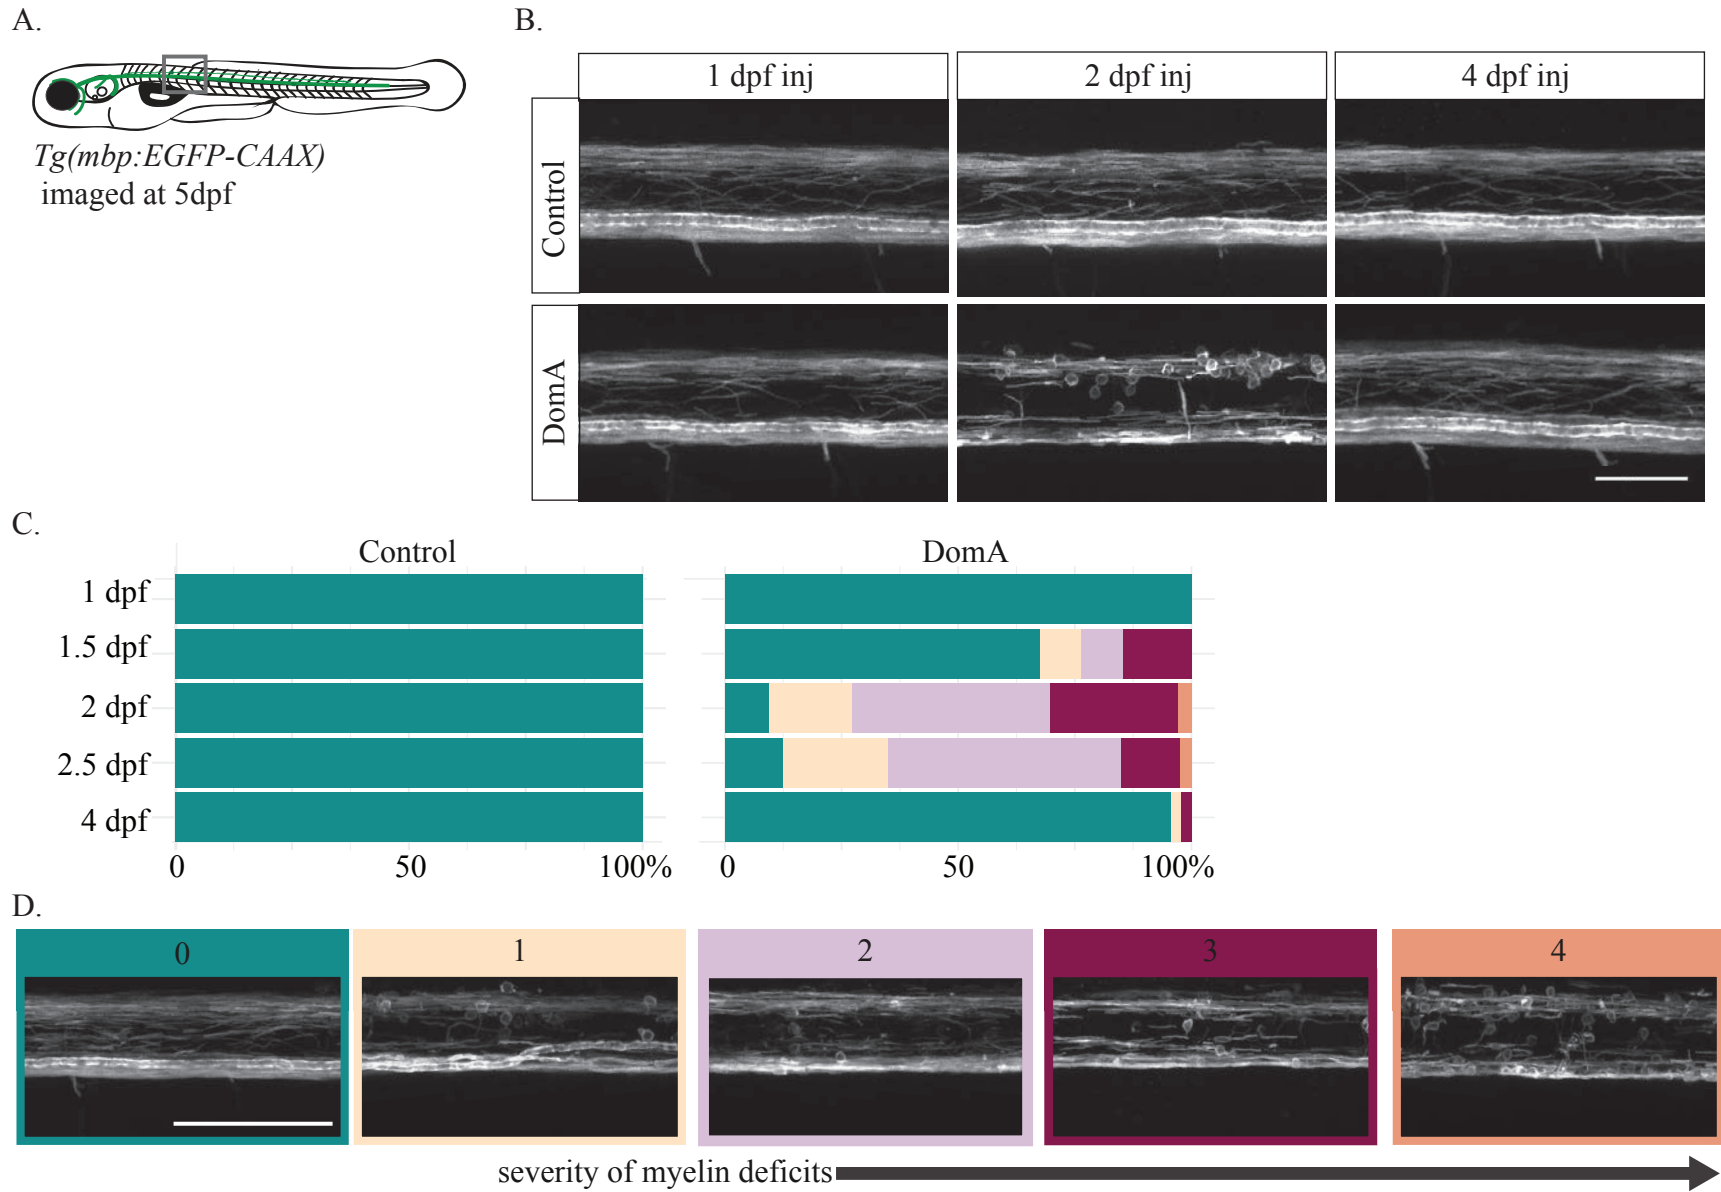 A.
Tg(mbp:EGFP-CAAX)
imaged at 5dpf
B.
1 dpf inj
2 dpf inj
4 dpf inj
Control
DomA
C.
Control
DomA
1 dpf
1.5 dpf
2 dpf
2.5 dpf
4 dpf
0
50
100%
0
50
100%
D.
0
1
2
3
4
severity of myelin deficits